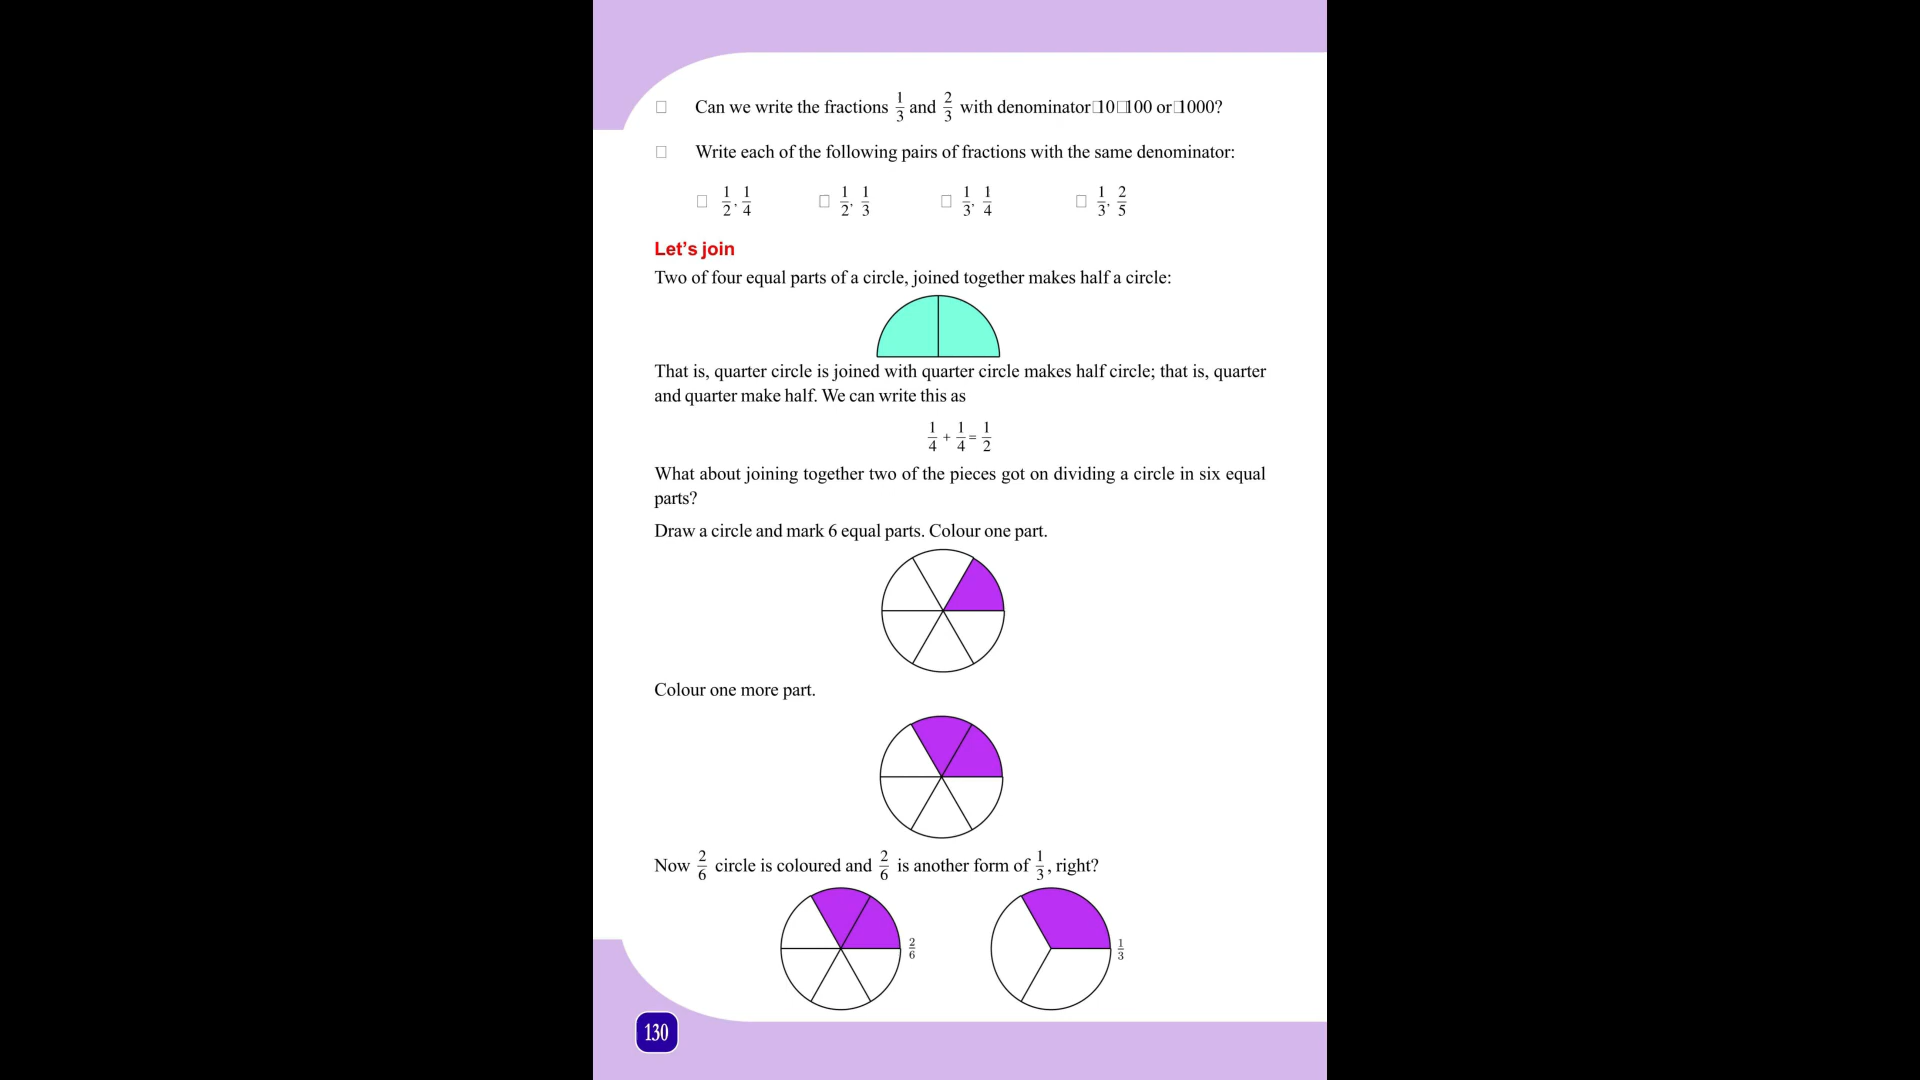 □ Can we write the fractions 1/3 and 2/3 with denominator□10□100 or□1000?
□ Write each of the following pairs of fractions with the same denominator:
□ 1/2, 1/4 □ 1/2, 1/3 □ 1/3, 1/4 □ 1/3, 2/5
Let’s join
Two of four equal parts of a circle, joined together makes half a circle:
That is, quarter circle is joined with quarter circle makes half circle; that is, quarter
and quarter make half. We can write this as
1/4 + 1/4 = 1/2
What about joining together two of the pieces got on dividing a circle in six equal
parts?
Draw a circle and mark 6 equal parts. Colour one part.
Colour one more part.
Now 2/6 circle is coloured and 2/6 is another form of 1/3, right?
2/6 1/3
130